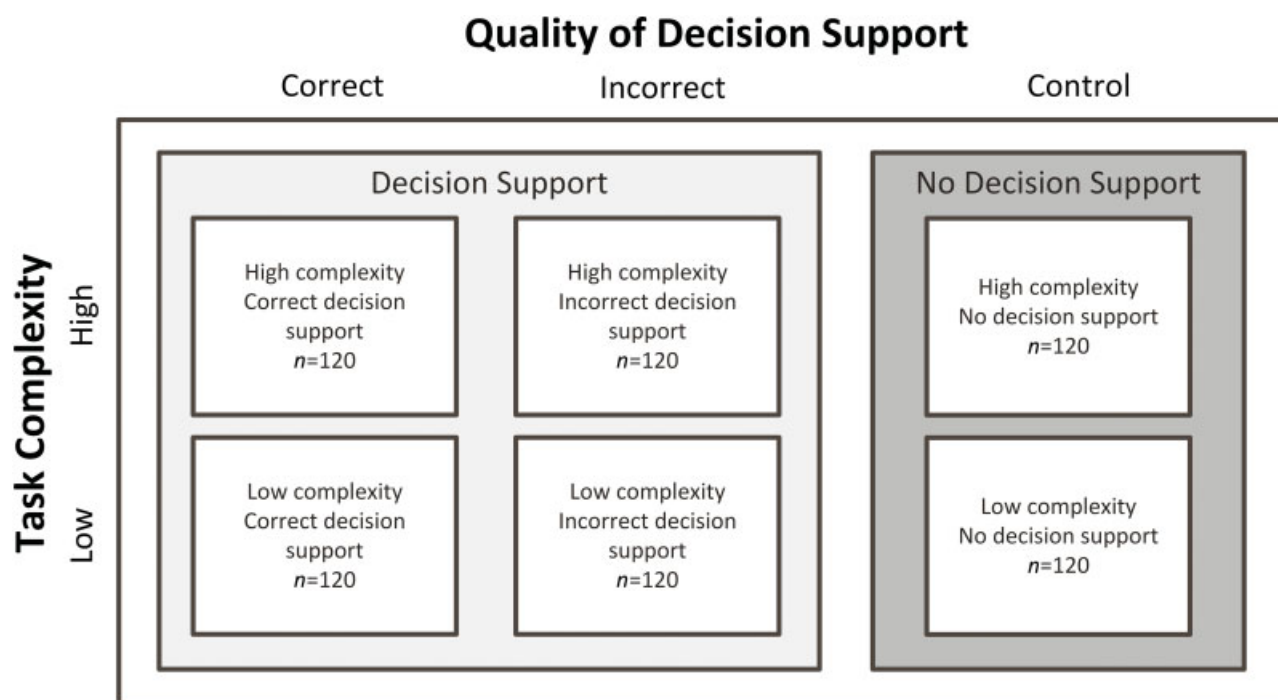 Quality of Decision Support
Correct
Incorrect
Control
Task Complexity
High
Low
Decision Support
No Decision Support
High complexity
Correct decision
support
n=120
High complexity
Incorrect decision
support
n=120
High complexity
No decision support
n=120
Low complexity
Correct decision
support
n=120
Low complexity
Incorrect decision
support
n=120
Low complexity
No decision support
n=120